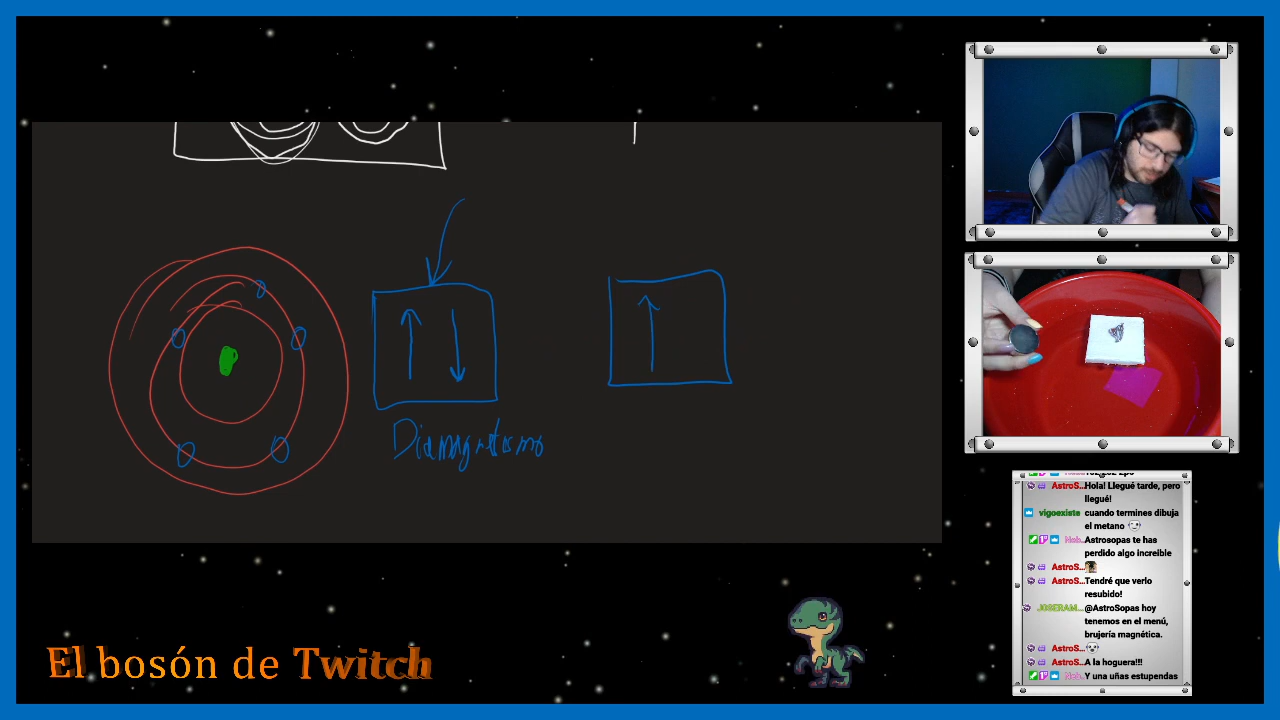 Diamagnetismo
El bosón de Twitch
AstroS...Hola! Llegué tarde, pero
llegué!
vigoexiste cuando termines dibuja
el metano
Nob..Astrosopas te has
perdido algo increible
AstroS...
AstroS...Tendré que verlo
resubido!
JOSERAM...@AstroSopas hoy
tenemos en el menú,
brujería magnética.
AstroS...
AstroS...A la hoguera!!!
Nob..Y una uñas estupendas